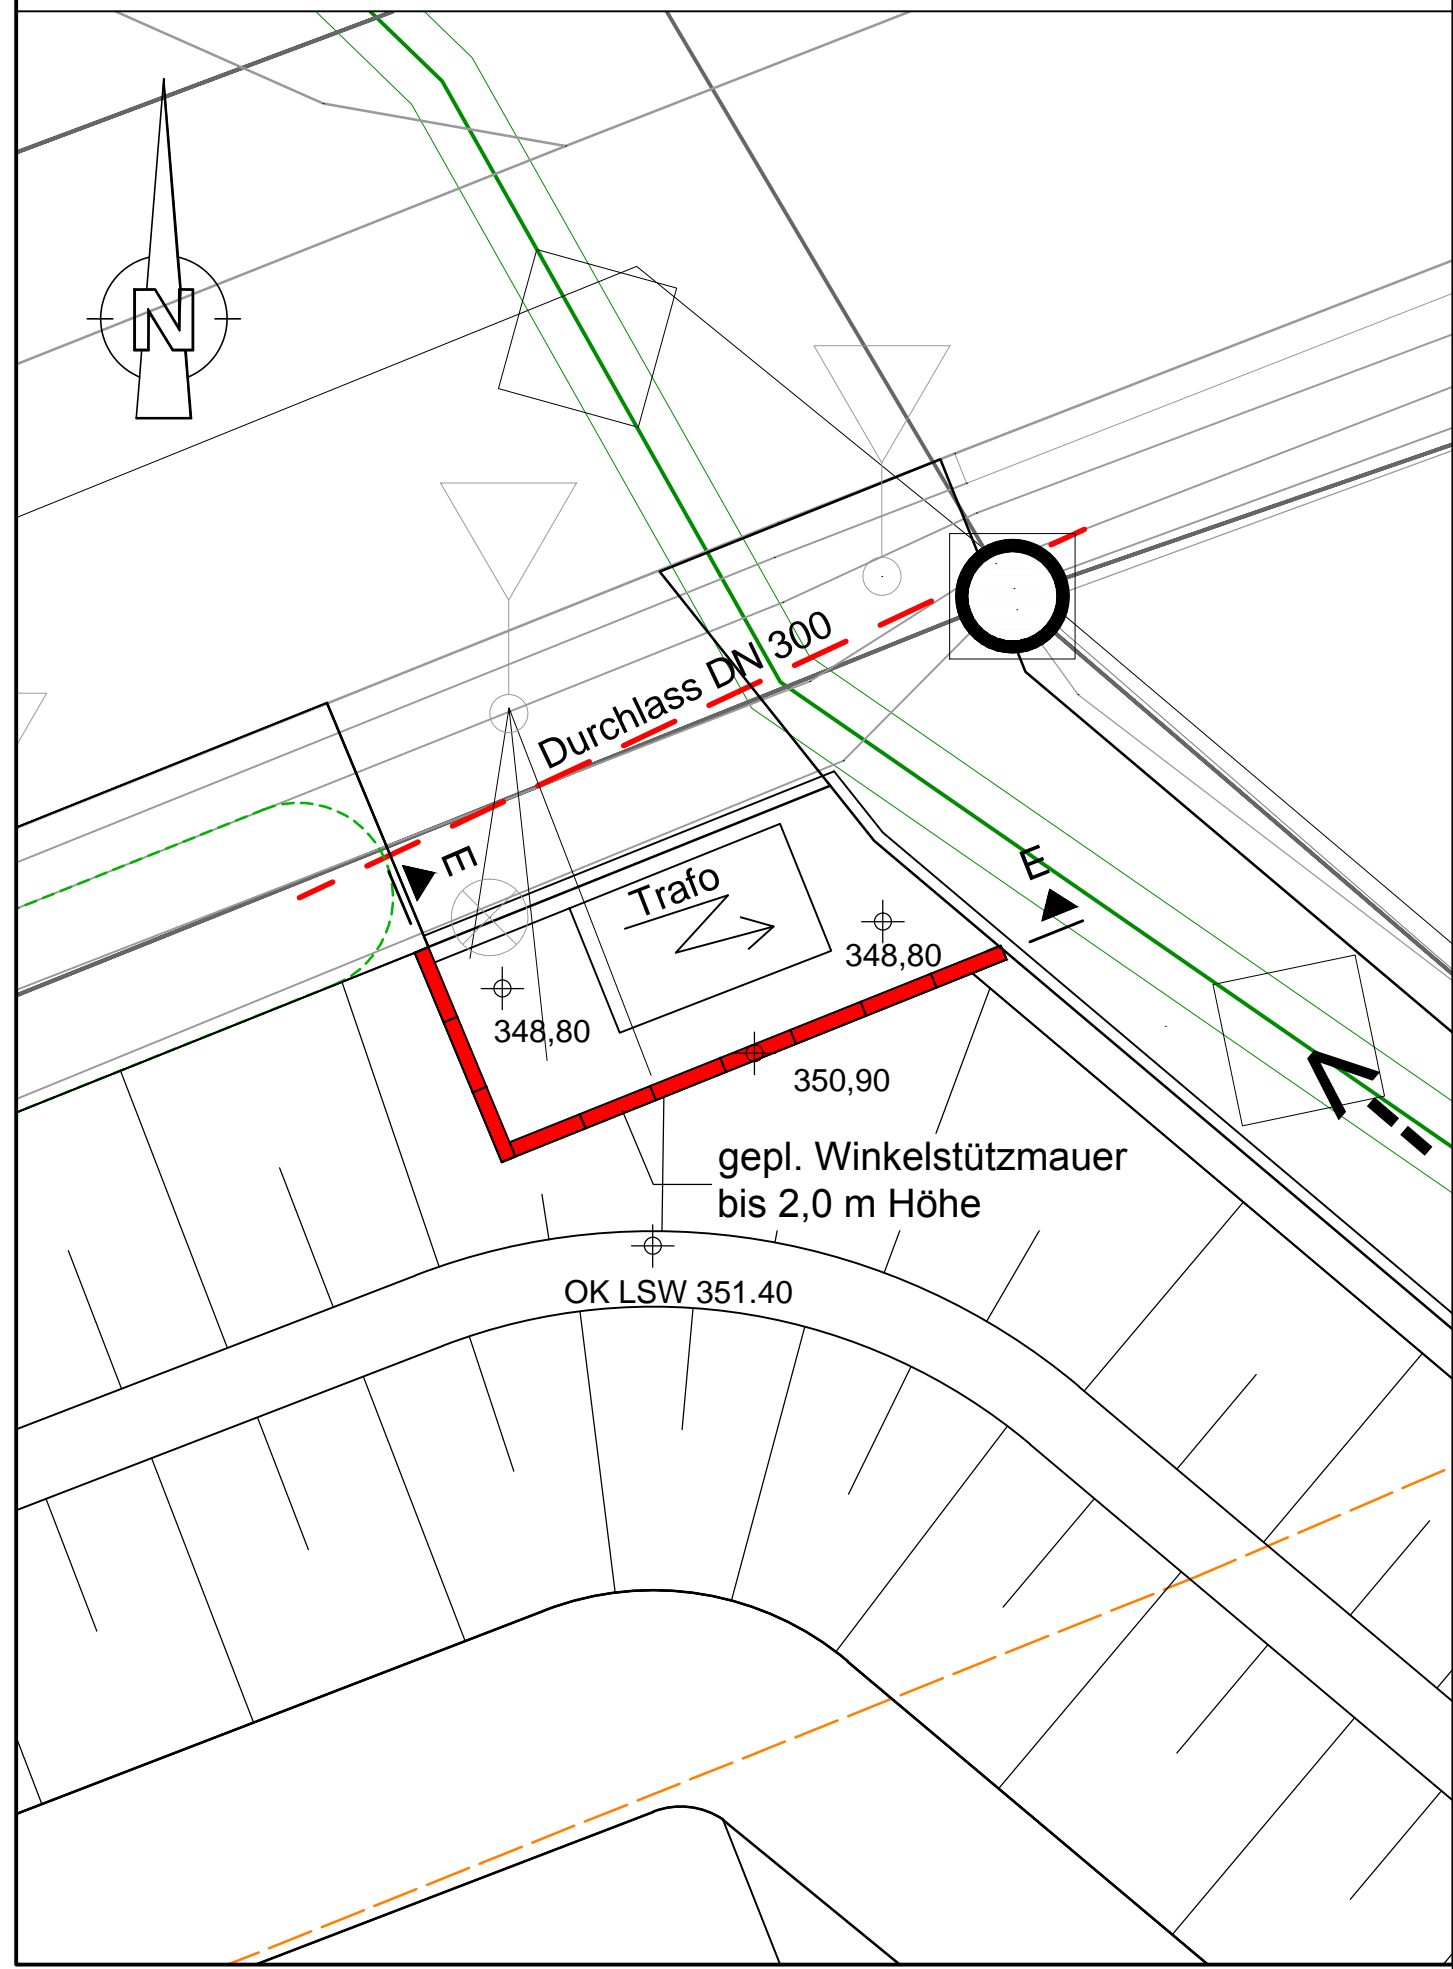 N
Durchlass DN 300
E
E
Trafo
348,80
348,80
350,90
gepl. Winkelstützmauer
bis 2,0 m Höhe
OK LSW 351.40